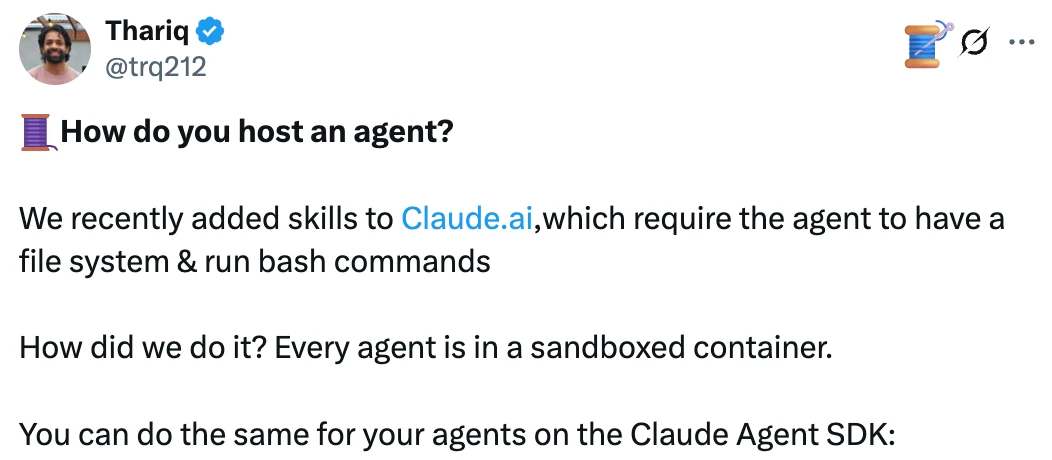 Thariq
@trq212
How do you host an agent?
We recently added skills to Claude.ai,which require the agent to have a
file system & run bash commands
How did we do it? Every agent is in a sandboxed container.
You can do the same for your agents on the Claude Agent SDK: